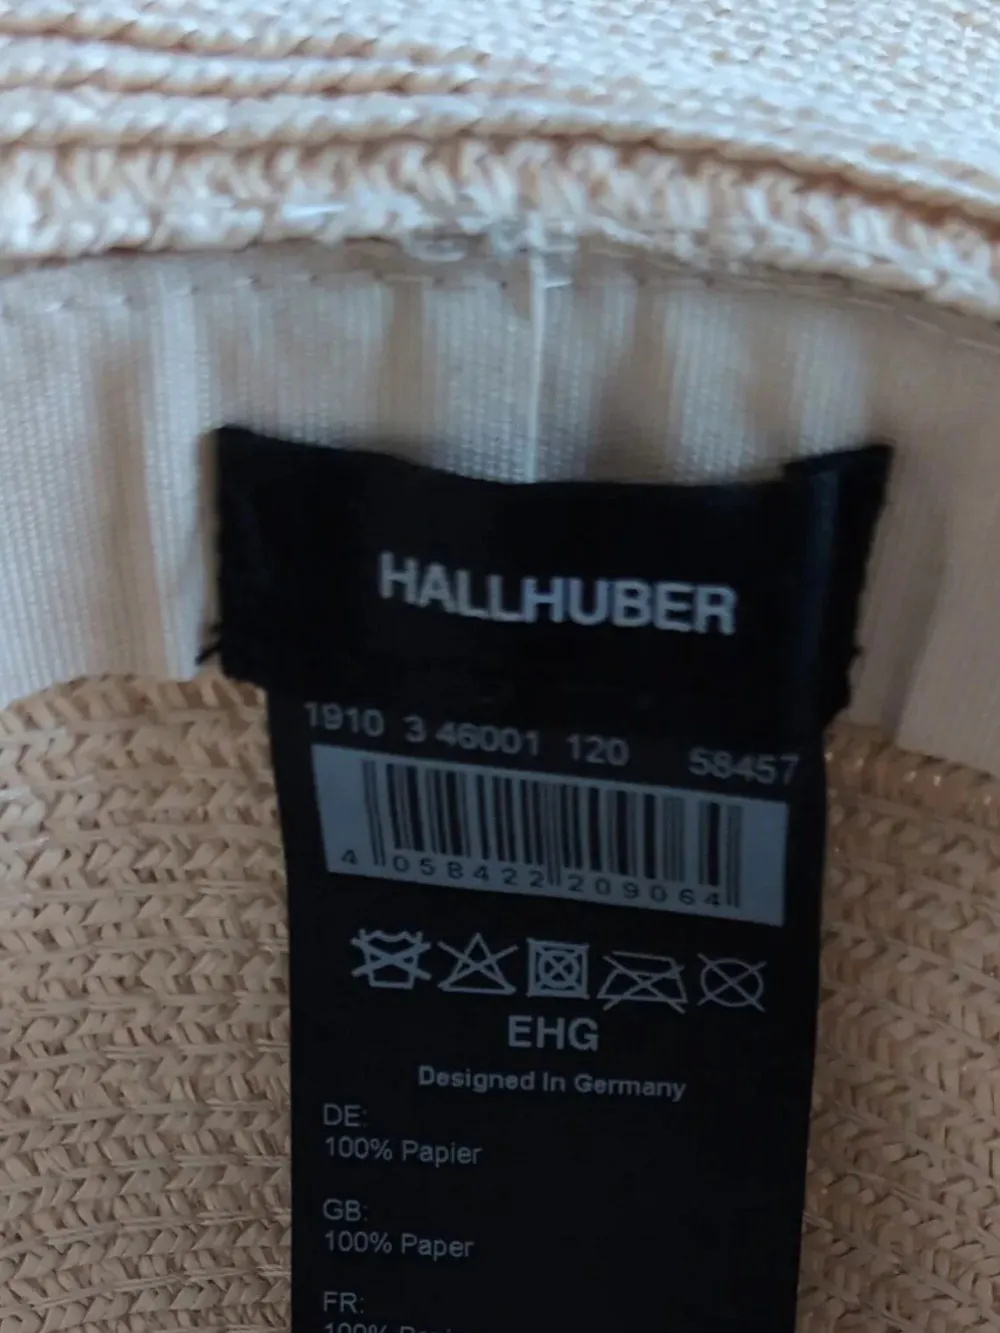 HALLHUBER
1910 3 46001 120 58457
4 058422 209064
EHG
Designed In Germany
DE:
100% Papier
GB:
100% Paper
FR:
100%